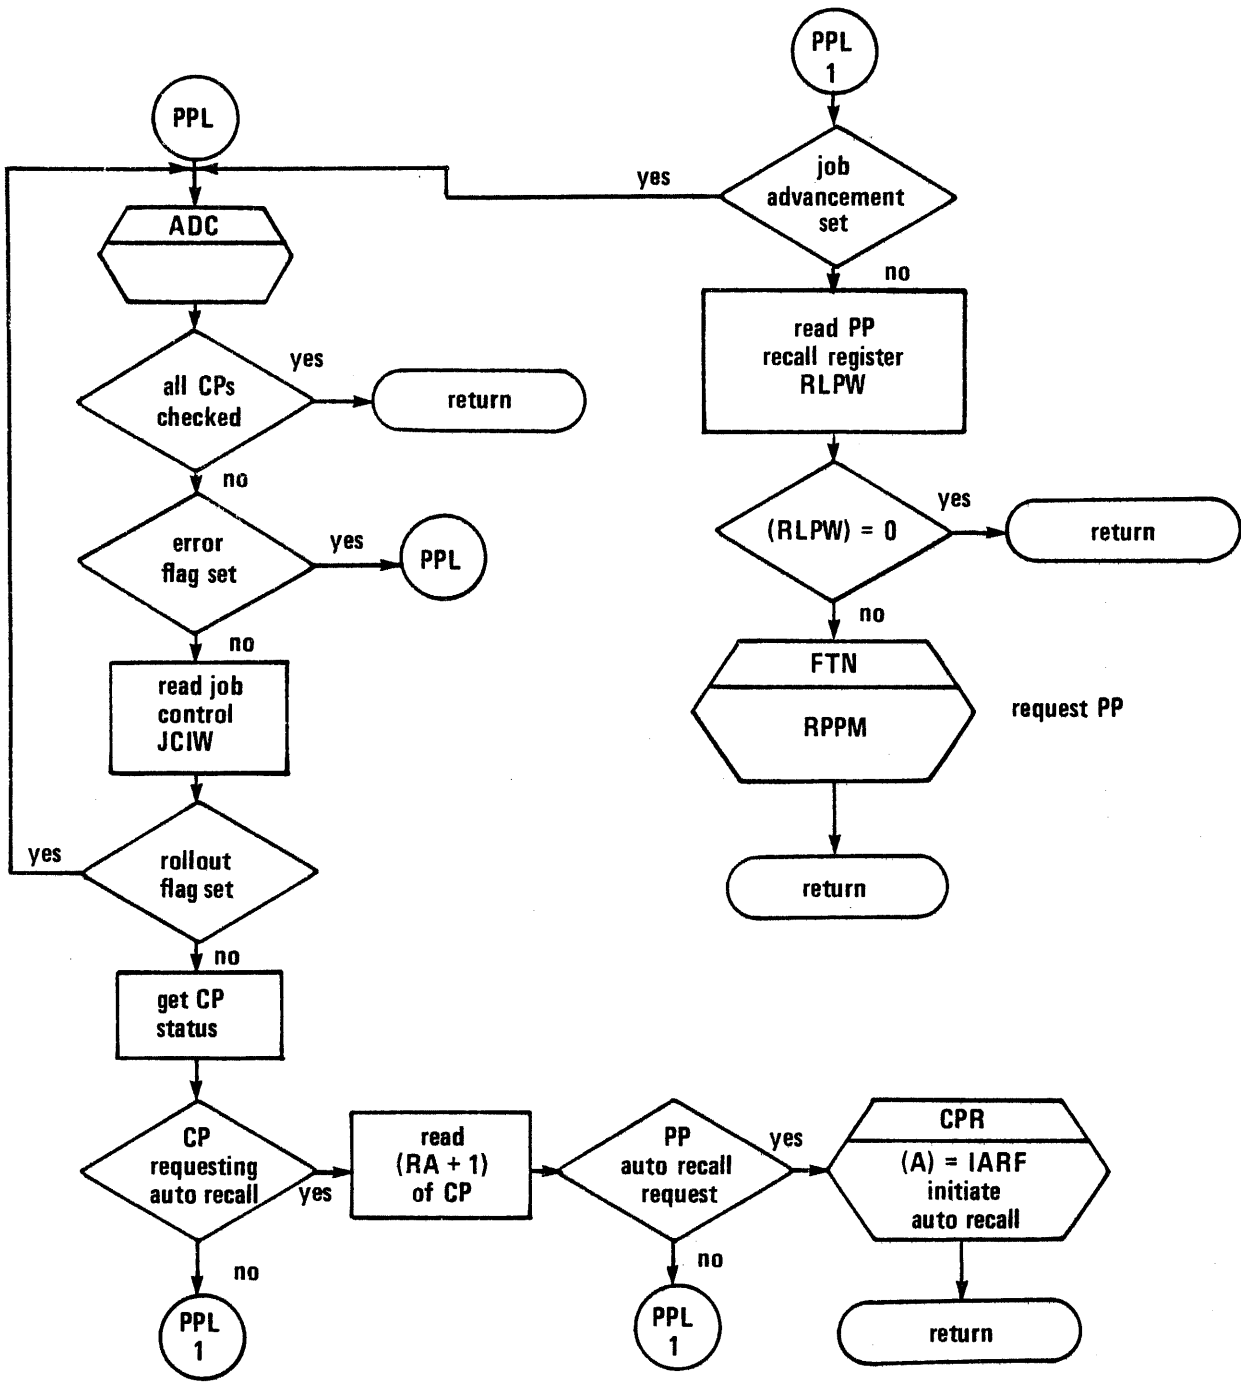 PPL
ADC
all CPs
checked
yes
return
no
error
flag set
yes
PPL
no
read job
control
JCIW
rollout
flag set
yes
no
get CP
status
CP
requesting
auto recall
yes
no
PPL
1
read
(RA + 1)
of CP
PP
auto recall
request
yes
no
PPL
1
CPR
(A) = IARF
initiate
auto recall
return
PPL
1
job
advancement
set
yes
no
read PP
recall register
RLPW
(RLPW) = 0
yes
return
no
FTN
RPPM
request PP
return